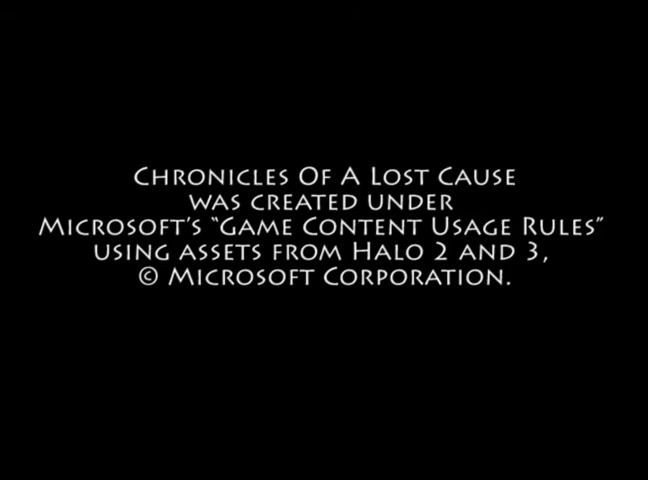 Chronicles Of A Lost Cause
was created under
Microsoft's "Game Content Usage Rules"
using assets from Halo 2 and 3,
© Microsoft Corporation.